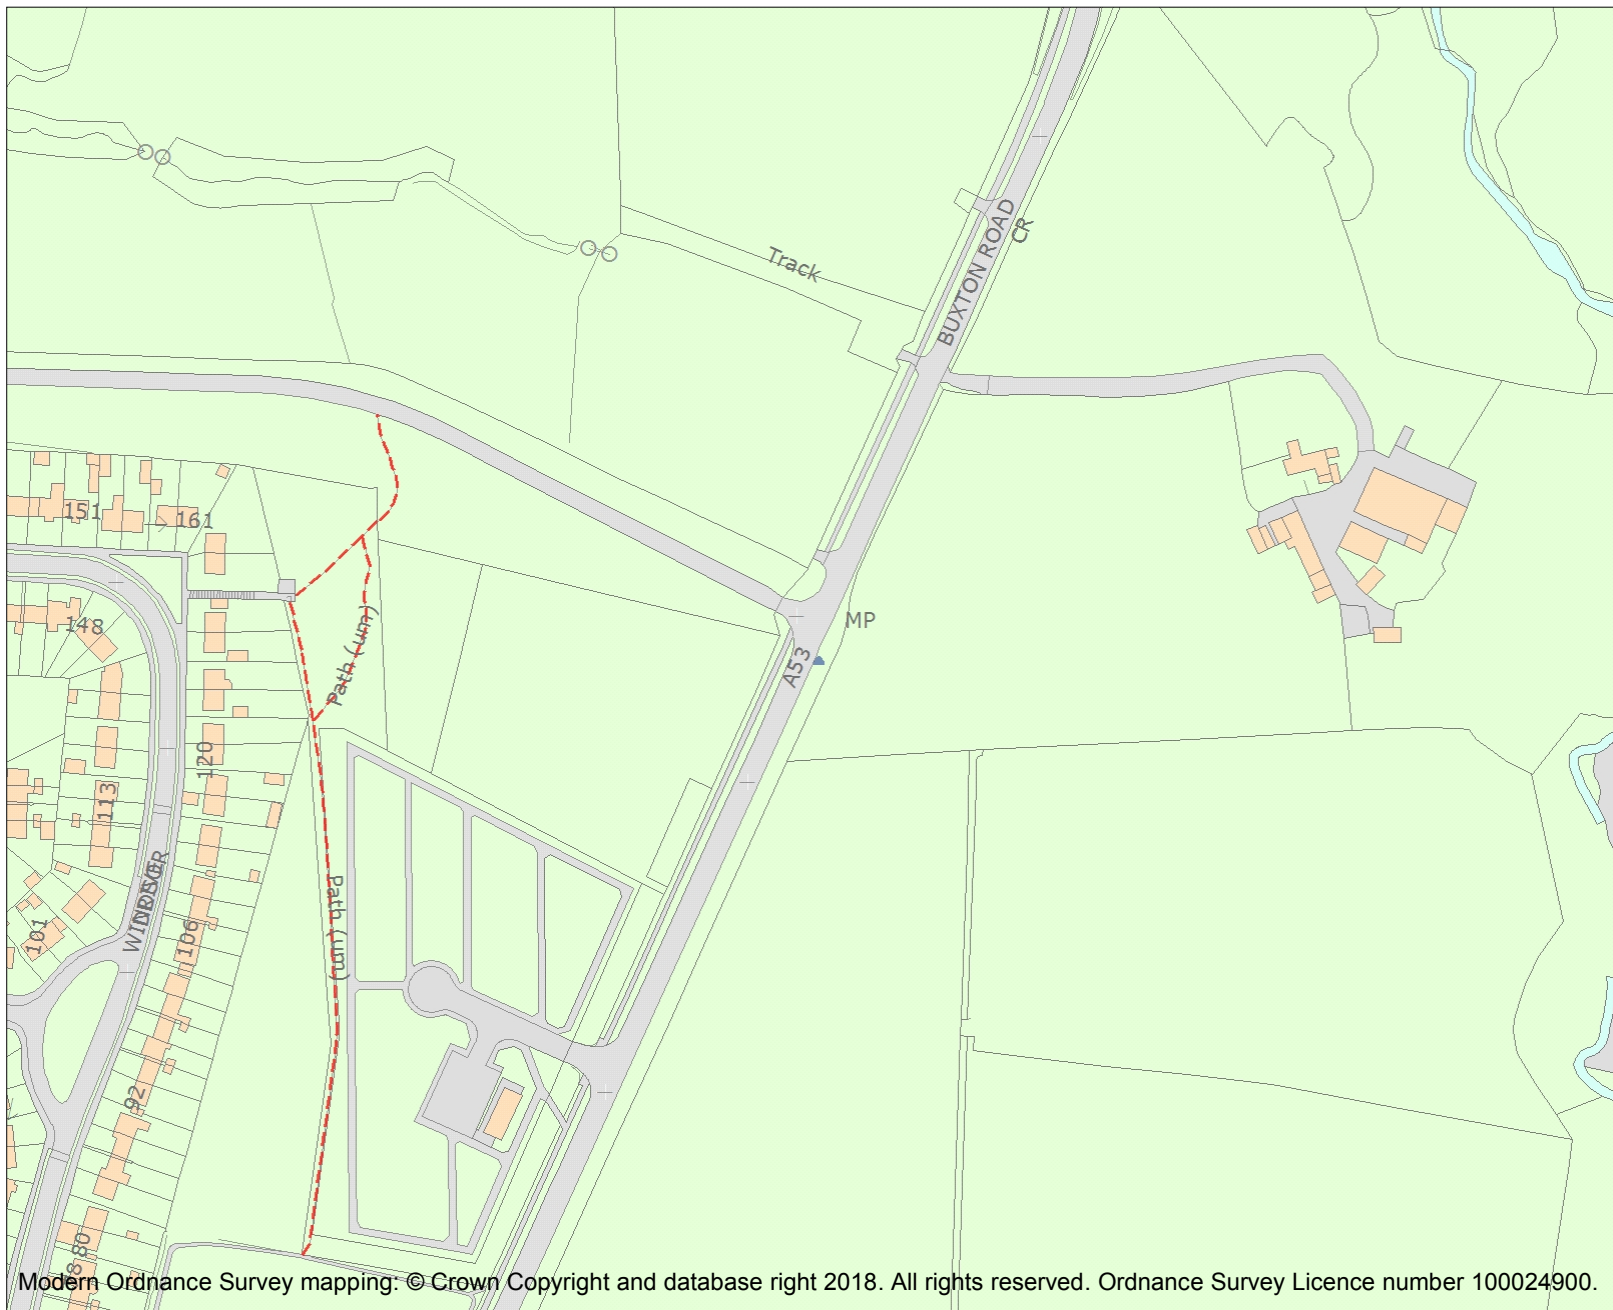 BUXTON ROAD
CR
Track
151
161
148
Path (um)
MP
A53
120
113
WINDSOR
DRIVE
Path (um)
106
101
92
80
Modern Ordnance Survey mapping: © Crown Copyright and database right 2018. All rights reserved. Ordnance Survey Licence number 100024900.